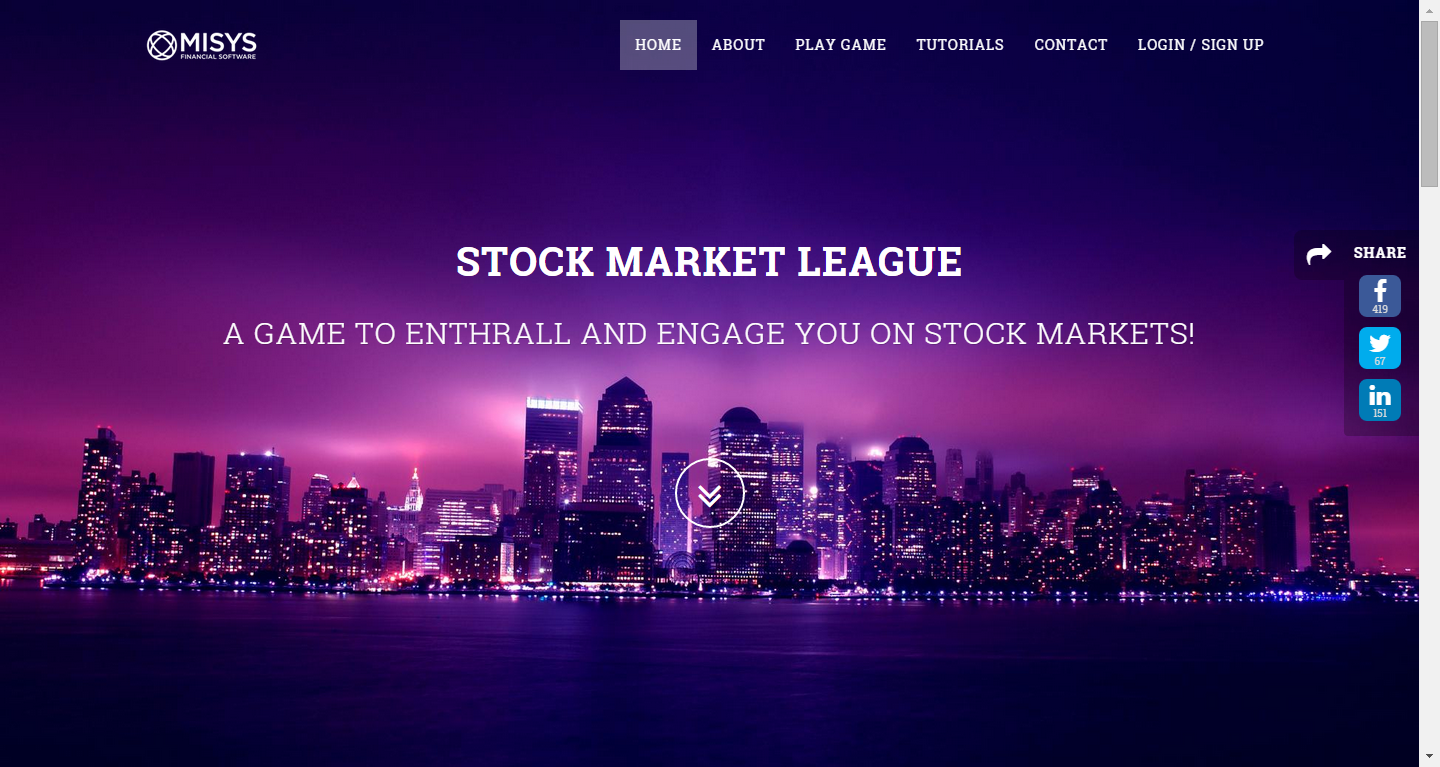 MISYS
FINANCIAL SOFTWARE
HOME
ABOUT
PLAY GAME
TUTORIALS
CONTACT
LOGIN / SIGN UP
STOCK MARKET LEAGUE
A GAME TO ENTHRALL AND ENGAGE YOU ON STOCK MARKETS!
SHARE
419
67
in
151